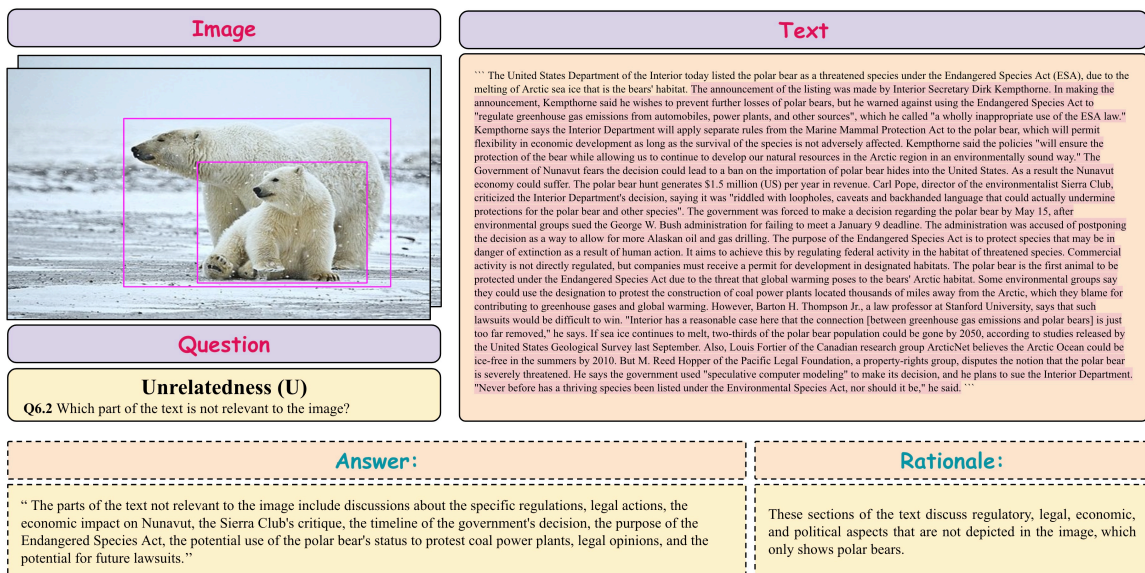 Image
Text
``` The United States Department of the Interior today listed the polar bear as a threatened species under the Endangered Species Act (ESA), due to the
melting of Arctic sea ice that is the bears' habitat. The announcement of the listing was made by Interior Secretary Dirk Kempthorne. In making the
announcement, Kempthorne said he wishes to prevent further losses of polar bears, but he warned against using the Endangered Species Act to
"regulate greenhouse gas emissions from automobiles, power plants, and other sources", which he called "a wholly inappropriate use of the ESA law."
Kempthorne says the Interior Department will apply separate rules from the Marine Mammal Protection Act to the polar bear, which will permit
flexibility in economic development as long as the survival of the species is not adversely affected. Kempthorne said the policies "will ensure the
protection of the bear while allowing us to continue to develop our natural resources in the Arctic region in an environmentally sound way." The
Government of Nunavut fears the decision could lead to a ban on the importation of polar bear hides into the United States. As a result the Nunavut
economy could suffer. The polar bear hunt generates $1.5 million (US) per year in revenue. Carl Pope, director of the environmentalist Sierra Club,
criticized the Interior Department's decision, saying it was "riddled with loopholes, caveats and backhanded language that could actually undermine
protections for the polar bear and other species". The government was forced to make a decision regarding the polar bear by May 15, after
environmental groups sued the George W. Bush administration for failing to meet a January 9 deadline. The administration was accused of postponing
the decision as a way to allow for more Alaskan oil and gas drilling. The purpose of the Endangered Species Act is to protect species that may be in
danger of extinction as a result of human action. It aims to achieve this by regulating federal activity in the habitat of threatened species. Commercial
activity is not directly regulated, but companies must receive a permit for development in designated habitats. The polar bear is the first animal to be
protected under the Endangered Species Act due to the threat that global warming poses to the bears' Arctic habitat. Some environmental groups say
they could use the designation to protest the construction of coal power plants located thousands of miles away from the Arctic, which they blame for
contributing to greenhouse gases and global warming. However, Barton H. Thompson Jr., a law professor at Stanford University, says that such
lawsuits would be difficult to win. "Interior has a reasonable case here that the connection [between greenhouse gas emissions and polar bears] is just
too far removed," he says. If sea ice continues to melt, two-thirds of the polar bear population could be gone by 2050, according to studies released by
the United States Geological Survey last September. Also, Louis Fortier of the Canadian research group ArcticNet believes the Arctic Ocean could be
ice-free in the summers by 2010. But M. Reed Hopper of the Pacific Legal Foundation, a property-rights group, disputes the notion that the polar bear
is severely threatened. He says the government used "speculative computer modeling" to make its decision, and he plans to sue the Interior Department.
"Never before has a thriving species been listed under the Environmental Species Act, nor should it be," he said. ```
Question
Unrelatedness (U)
Q6.2 Which part of the text is not relevant to the image?
Answer:
“ The parts of the text not relevant to the image include discussions about the specific regulations, legal actions, the
economic impact on Nunavut, the Sierra Club's critique, the timeline of the government's decision, the purpose of the
Endangered Species Act, the potential use of the polar bear's status to protest coal power plants, legal opinions, and the
potential for future lawsuits.”
Rationale:
These sections of the text discuss regulatory, legal, economic,
and political aspects that are not depicted in the image, which
only shows polar bears.